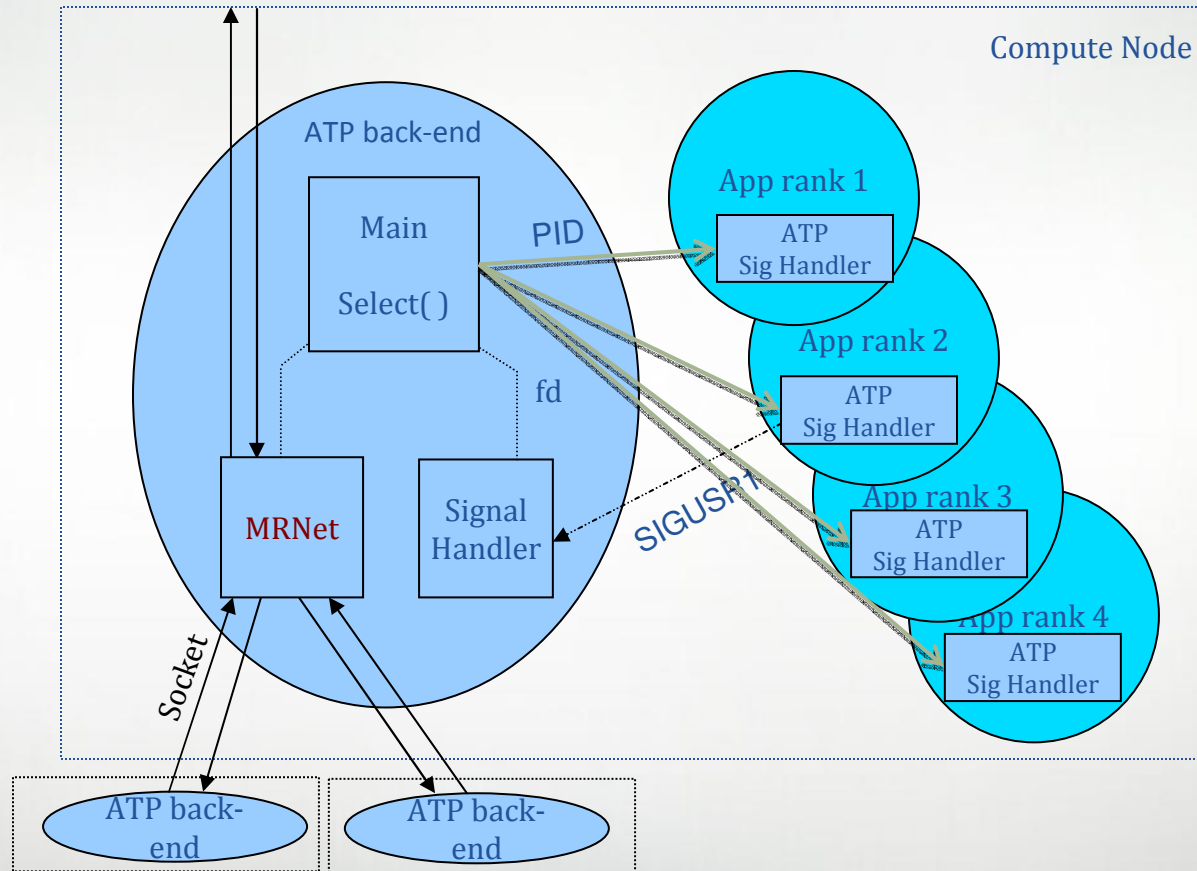 Compute Node
ATP back-end
Main
Select( )
PID
fd
MRNet
Signal
Handler
SIGUSR1
Socket
App rank 1
ATP
Sig Handler
App rank 2
ATP
Sig Handler
App rank 3
ATP
Sig Handler
App rank 4
ATP
Sig Handler
ATP back-
end
ATP back-
end